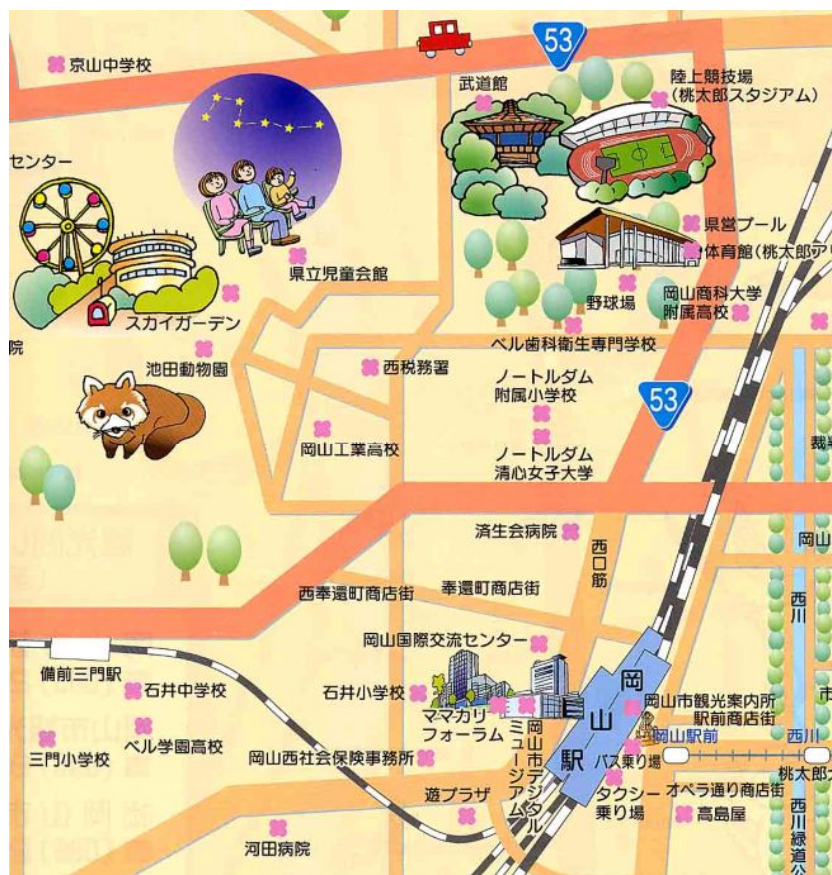 53
京山中学校
武道館
陸上競技場
(桃太郎スタジアム)
センター
県立児童会館
県営プール
体育館(桃太郎アリ
スカイガーデン
野球場
岡山商科大学
附属高校
院
池田動物園
西税務署
ベル歯科衛生専門学校
ノートルダム
附属小学校
53
岡山工業高校
ノートルダム
清心女子大学
済生会病院
西口筋
岡山
西奉還町商店街
奉還町商店街
西川
岡山国際交流センター
備前三門駅
石井中学校
石井小学校
ママカリ
フォーラム
岡山市デジタル
ミュージアム
岡山駅
岡山市観光案内所
駅前商店街
市
三門小学校
ベル学園高校
岡山西社会保険事務所
バス乗り場
岡山駅前
西川
桃太郎大
遊プラザ
タクシー
乗り場
オペラ通り商店街
高島屋
西川緑道公
河田病院